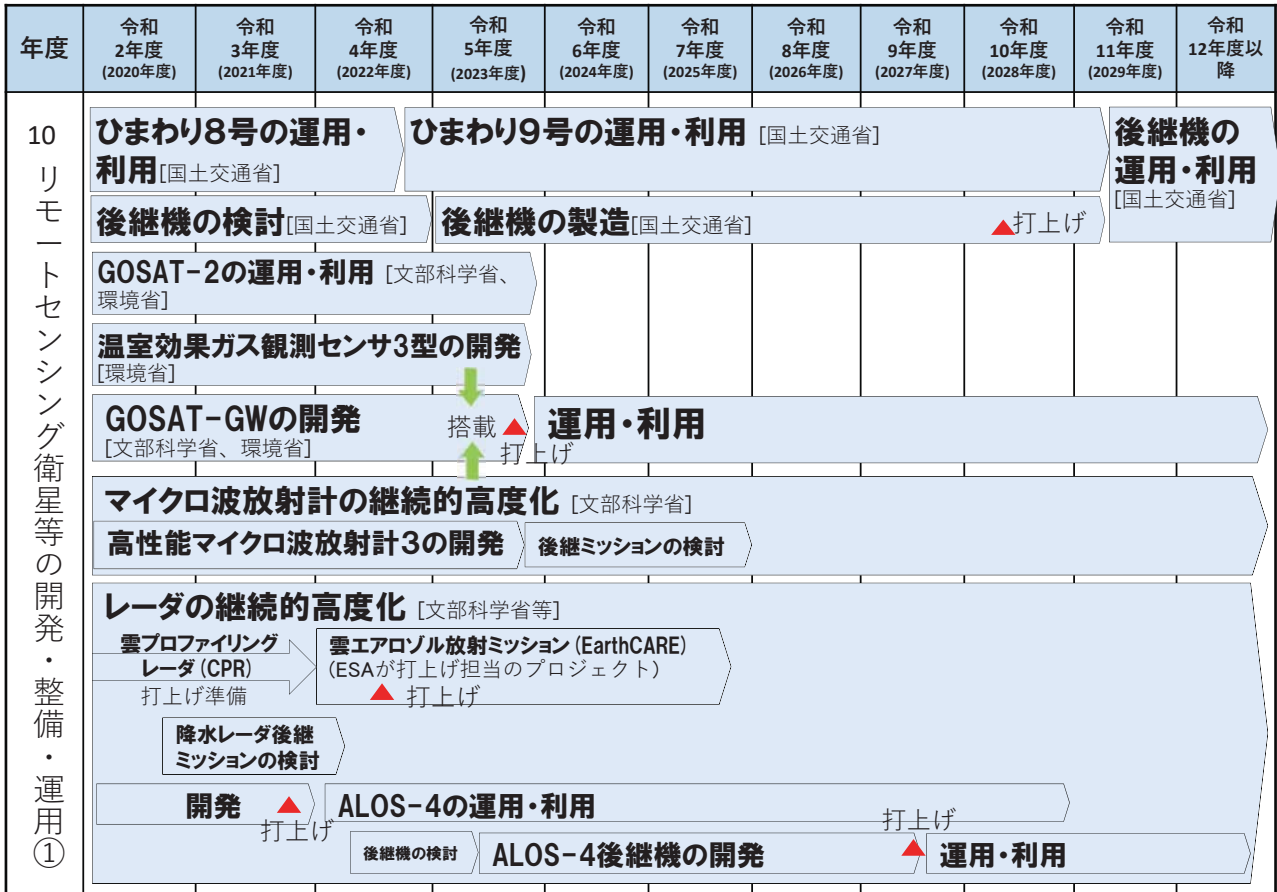 年度
令和
2年度
(2020年度)
令和
3年度
(2021年度)
令和
4年度
(2022年度)
令和
5年度
(2023年度)
令和
6年度
(2024年度)
令和
7年度
(2025年度)
令和
8年度
(2026年度)
令和
9年度
(2027年度)
令和
10年度
(2028年度)
令和
11年度
(2029年度)
令和
12年度以
降
10
リモートセンシング衛星等の開発・整備・運用①
ひまわり8号の運用・
利用[国土交通省]
ひまわり9号の運用・利用 [国土交通省]
後継機の
運用・利用
[国土交通省]
後継機の検討[国土交通省]
後継機の製造[国土交通省]
▲打上げ
GOSAT-2の運用・利用 [文部科学省、
環境省]
温室効果ガス観測センサ3型の開発
[環境省]
GOSAT-GWの開発
[文部科学省、環境省]
搭載▲
打上げ
運用・利用
マイクロ波放射計の継続的高度化 [文部科学省]
高性能マイクロ波放射計3の開発
後継ミッションの検討
レーダの継続的高度化 [文部科学省等]
雲プロファイリング
レーダ(CPR)
打上げ準備
雲エアロゾル放射ミッション(EarthCARE)
(ESAが打上げ担当のプロジェクト)
▲ 打上げ
降水レーダ後継
ミッションの検討
開発 ▲
打上げ
ALOS-4の運用・利用
後継機の検討
ALOS-4後継機の開発
打上げ
▲
運用・利用